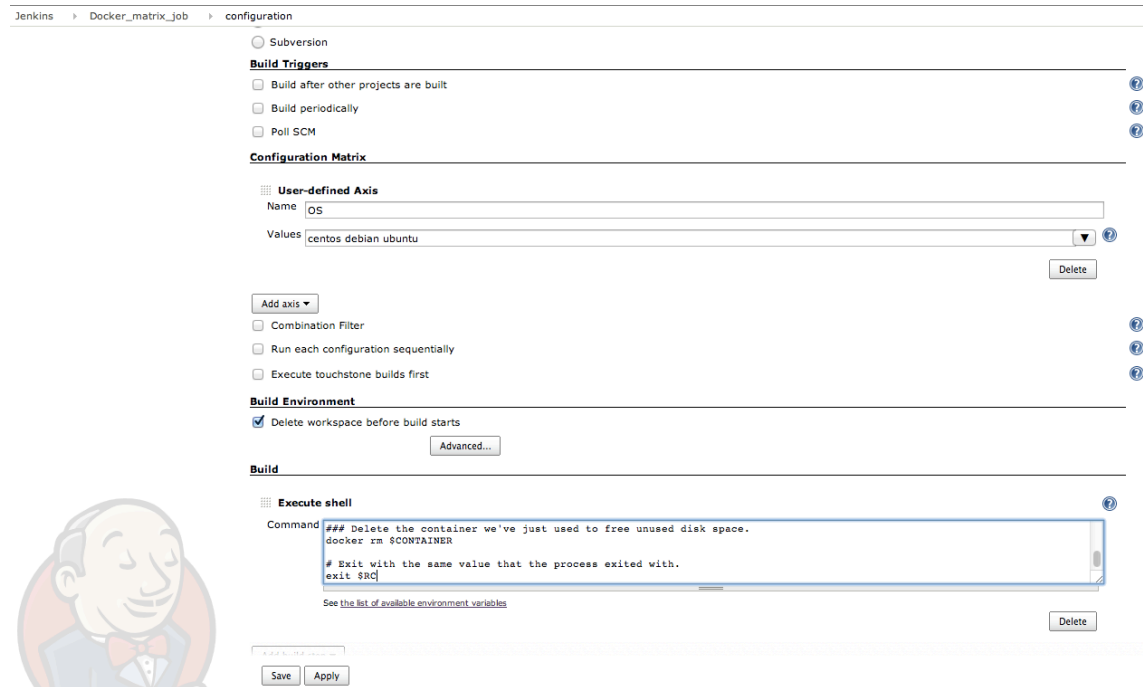 Jenkins Docker_matrix_job configuration
Subversion
Build Triggers
Build after other projects are built
Build periodically
Poll SCM
Configuration Matrix
User-defined Axis
Name OS
Values centos debian ubuntu
Delete
Add axis
Combination Filter
Run each configuration sequentially
Execute touchstone builds first
Build Environment
Delete workspace before build starts
Advanced...
Build
Execute shell
Command ### Delete the container we've just used to free unused disk space.
docker rm $CONTAINER
# Exit with the same value that the process exited with.
exit $RC
See the list of available environment variables
Delete
Save Apply